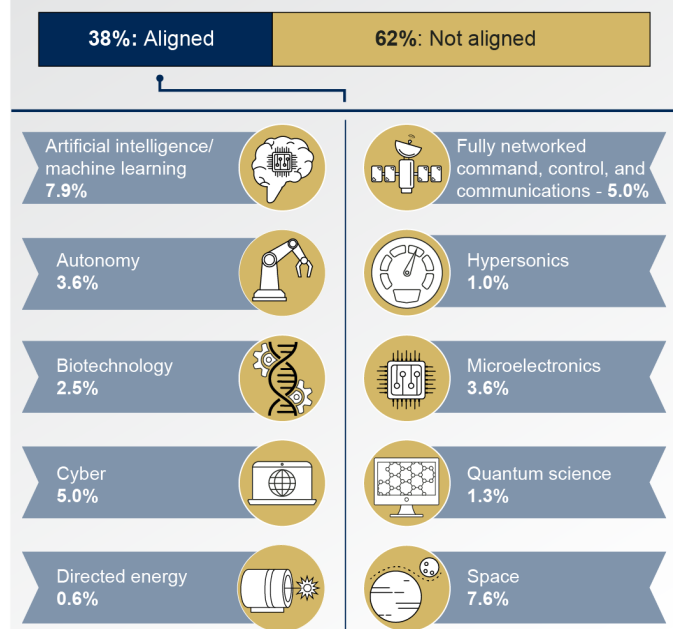 38%: Aligned
62%: Not aligned
Artificial intelligence/
machine learning
7.9%
Autonomy
3.6%
Biotechnology
2.5%
Cyber
5.0%
Directed energy
0.6%
Fully networked
command, control, and
communications - 5.0%
Hypersonics
1.0%
Microelectronics
3.6%
Quantum science
1.3%
Space
7.6%